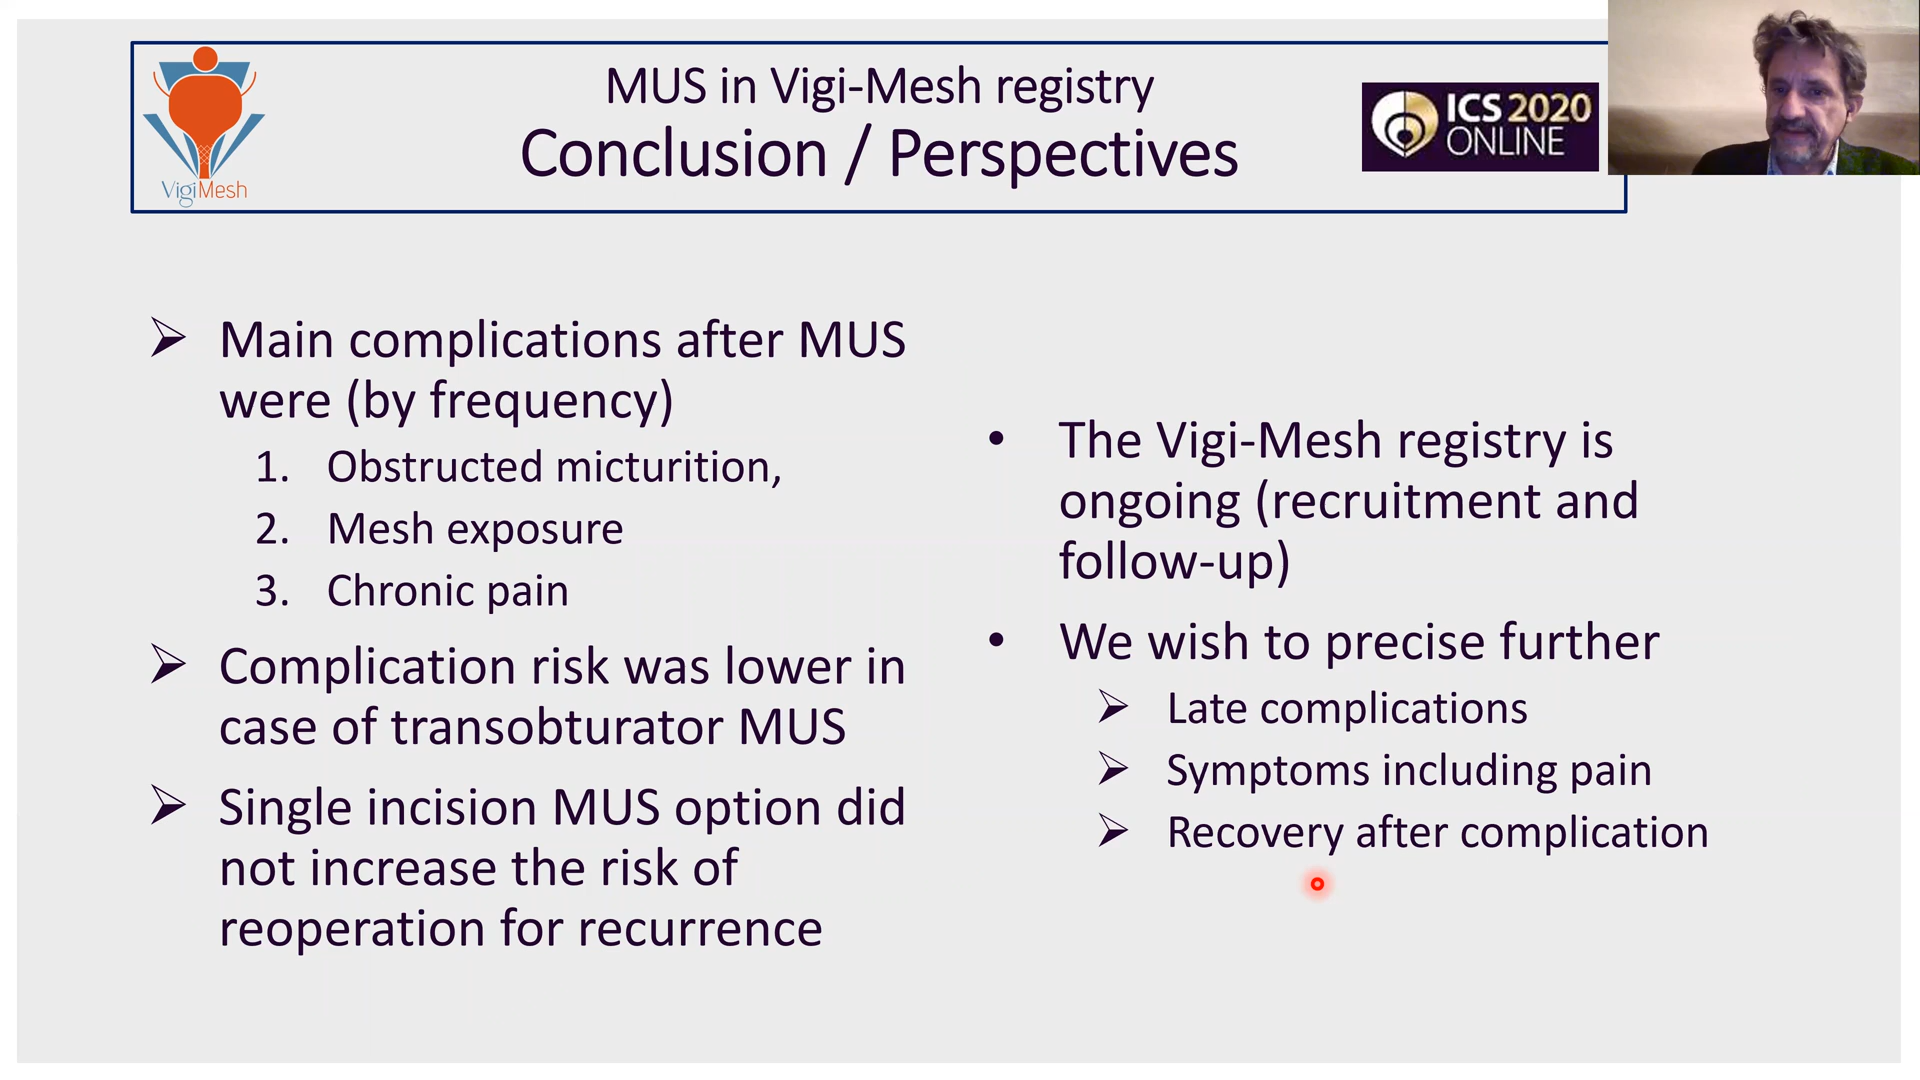 MUS in Vigi-Mesh registry
Conclusion / Perspectives
VigiMesh
ICS 2020
ONLINE
➢ Main complications after MUS
were (by frequency)
1. Obstructed micturition,
2. Mesh exposure
3. Chronic pain
➢ Complication risk was lower in
case of transobturator MUS
➢ Single incision MUS option did
not increase the risk of
reoperation for recurrence
• The Vigi-Mesh registry is
ongoing (recruitment and
follow-up)
• We wish to precise further
➢ Late complications
➢ Symptoms including pain
➢ Recovery after complication